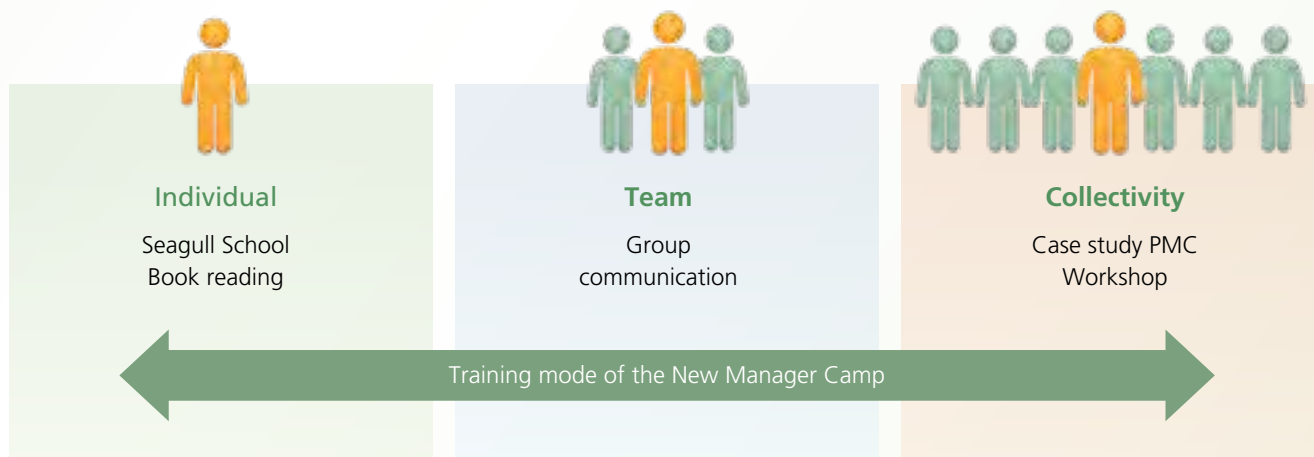 Individual
Seagull School
Book reading
Team
Group
communication
Collectivity
Case study PMC
Workshop
Training mode of the New Manager Camp